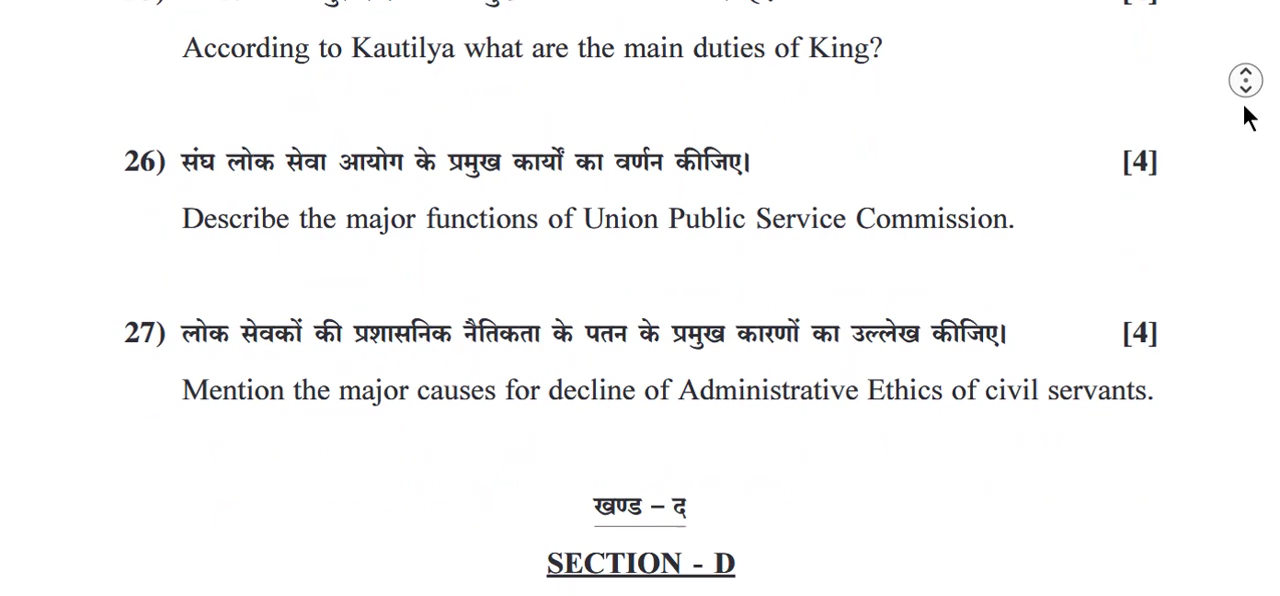 According to Kautilya what are the main duties of King?
26) संघ लोक सेवा आयोग के प्रमुख कार्यों का वर्णन कीजिए। [4]
Describe the major functions of Union Public Service Commission.
27) लोक सेवकों की प्रशासनिक नैतिकता के पतन के प्रमुख कारणों का उल्लेख कीजिए। [4]
Mention the major causes for decline of Administrative Ethics of civil servants.
खण्ड – द
SECTION - D